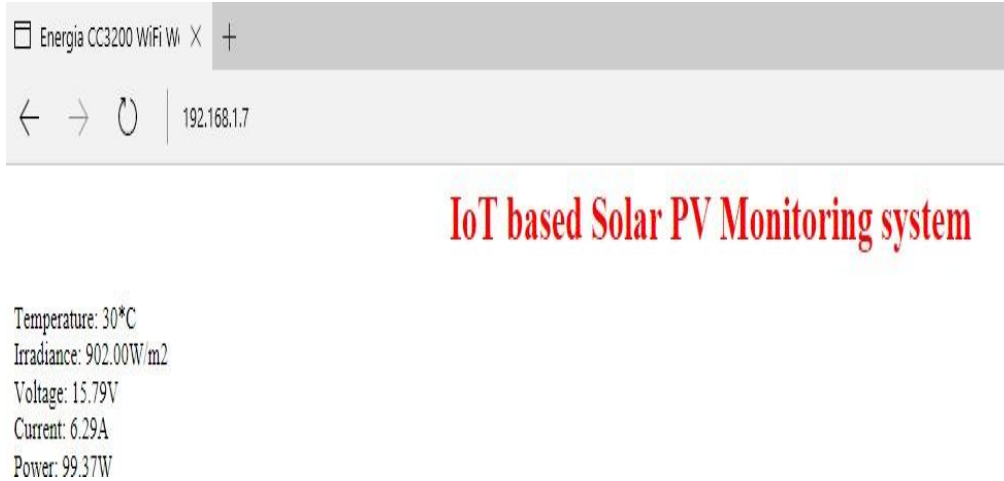 Energia CC3200 WiFi W
192.168.1.7
IoT based Solar PV Monitoring system
Temperature: 30*C
Irradiance: 902.00W/m2
Voltage: 15.79V
Current: 6.29A
Power: 99.37W